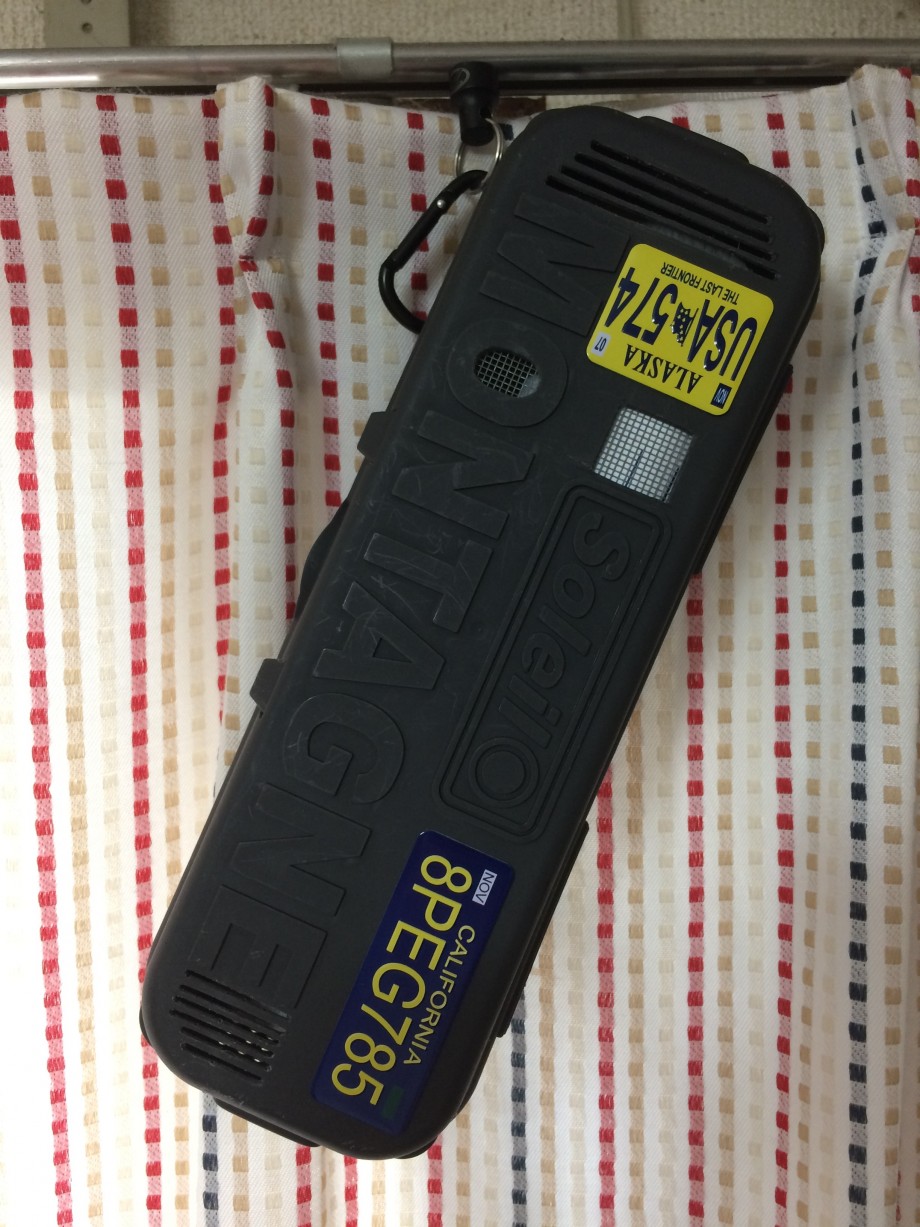 MONTAGNE
SoleilO
NOV
ALASKA
07
USA 574
THE LAST FRONTIER
NOV
CALIFORNIA
8PEG785